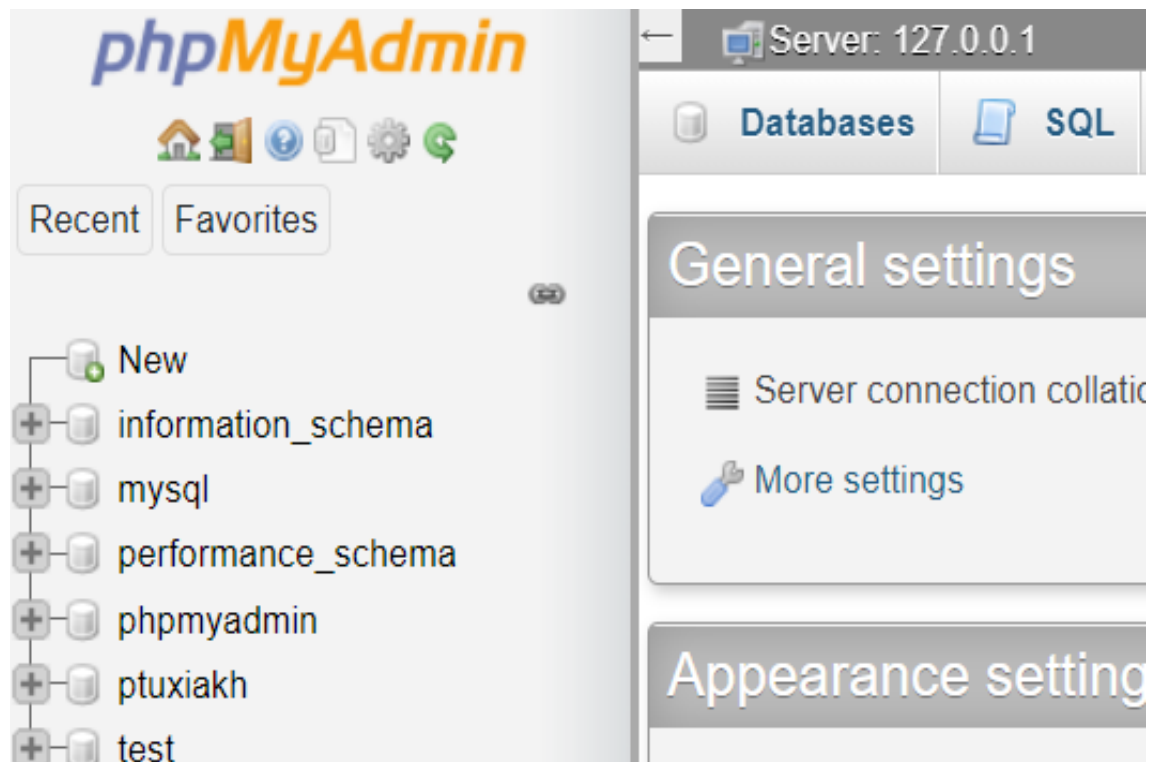 phpMyAdmin
Recent Favorites
New
information_schema
mysql
performance_schema
phpmyadmin
ptuxiakh
test
Server: 127.0.0.1
Databases SQL
General settings
Server connection collatio
More settings
Appearance setting